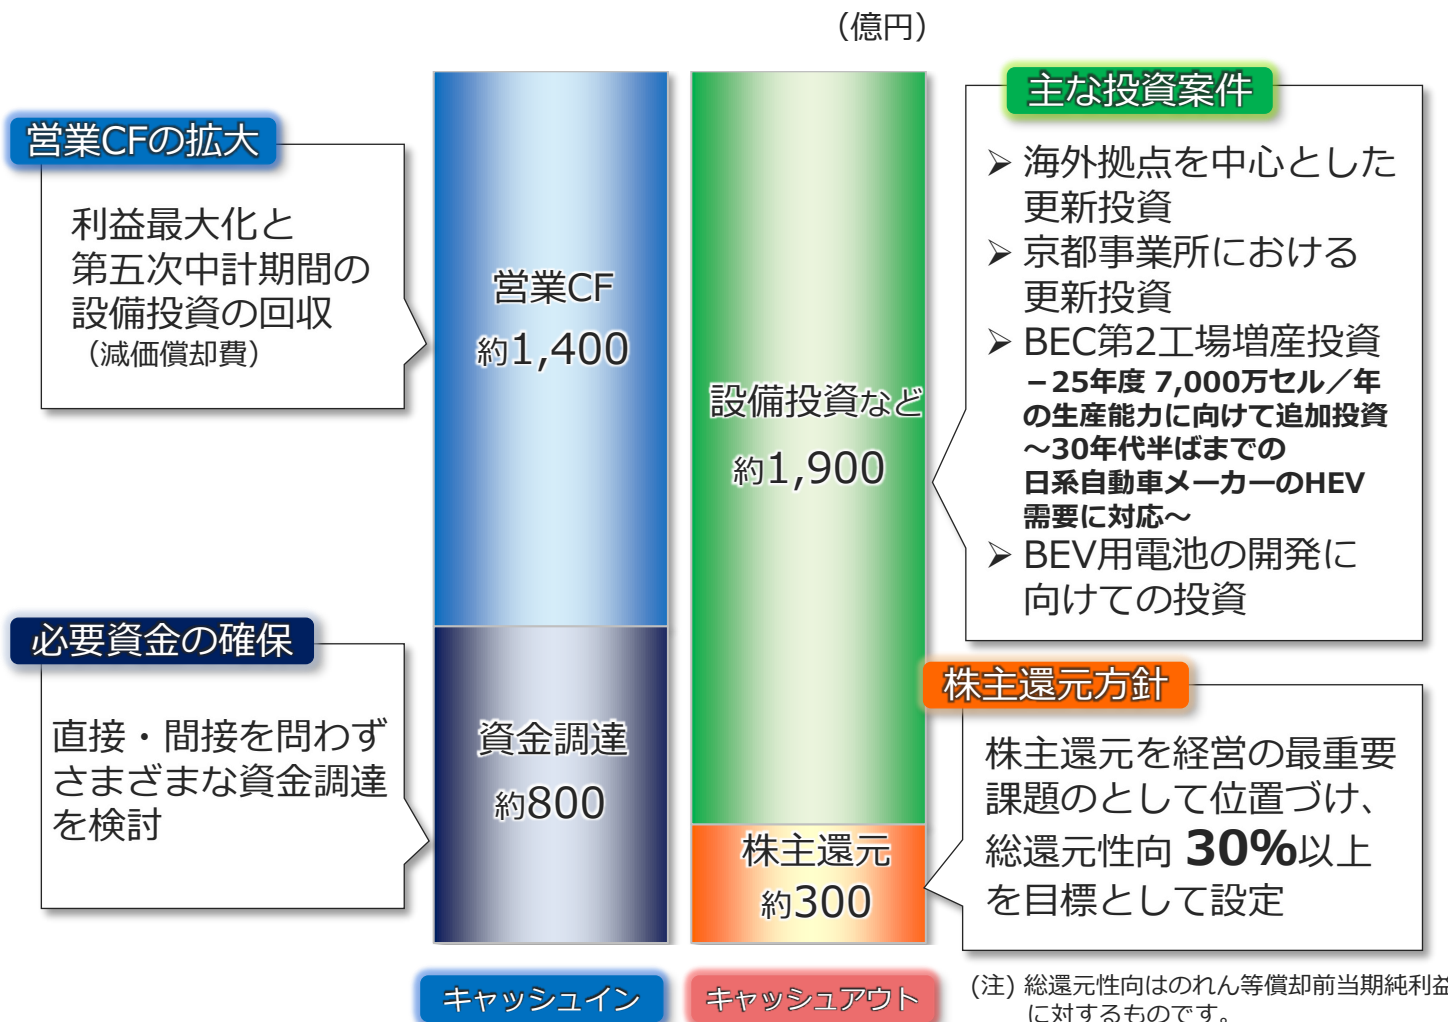 （億円）
営業CFの拡大
利益最大化と
第五次中計期間の
設備投資の回収
（減価償却費）
必要資金の確保
直接・間接を問わず
さまざまな資金調達
を検討
営業CF
約1,400
資金調達
約800
キャッシュイン
設備投資など
約1,900
株主還元
約300
キャッシュアウト
主な投資案件
➢ 海外拠点を中心とした
更新投資
➢ 京都事業所における
更新投資
➢ BEC第2工場増産投資
－25年度 7,000万セル／年
の生産能力に向けて追加投資
～30年代半ばまでの
日系自動車メーカーのHEV
需要に対応～
➢ BEV用電池の開発に
向けての投資
株主還元方針
株主還元を経営の最重要
課題のとして位置づけ、
総還元性向 30%以上
を目標として設定
(注) 総還元性向はのれん等償却前当期純利益
に対するものです。